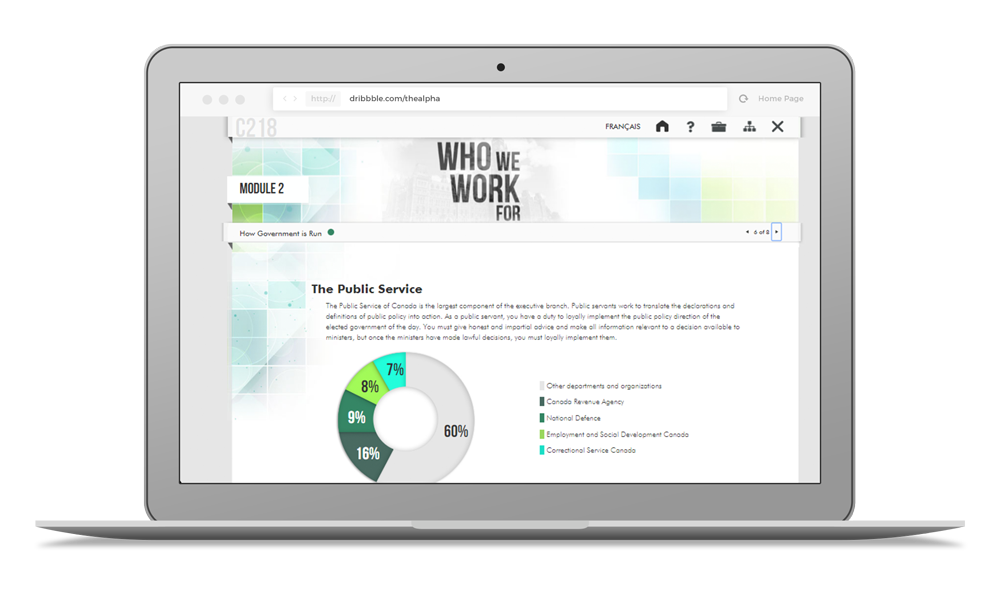 http:// dribbble.com/thealpha Home Page
C218
FRANÇAIS ?
WHO WE
WORK
FOR
MODULE 2
How Government is Run 6 of 8
The Public Service
The Public Service of Canada is the largest component of the executive branch. Public servants work to translate the declarations and
definitions of public policy into action. As a public servant, you have a duty to loyally implement the public policy direction of the
elected government of the day. You must give honest and impartial advice and make all information relevant to a decision available to
ministers, but once the ministers have made lawful decisions, you must loyally implement them.
7%
8%
9%
16%
60%
Other departments and organizations
Canada Revenue Agency
National Defence
Employment and Social Development Canada
Correctional Service Canada